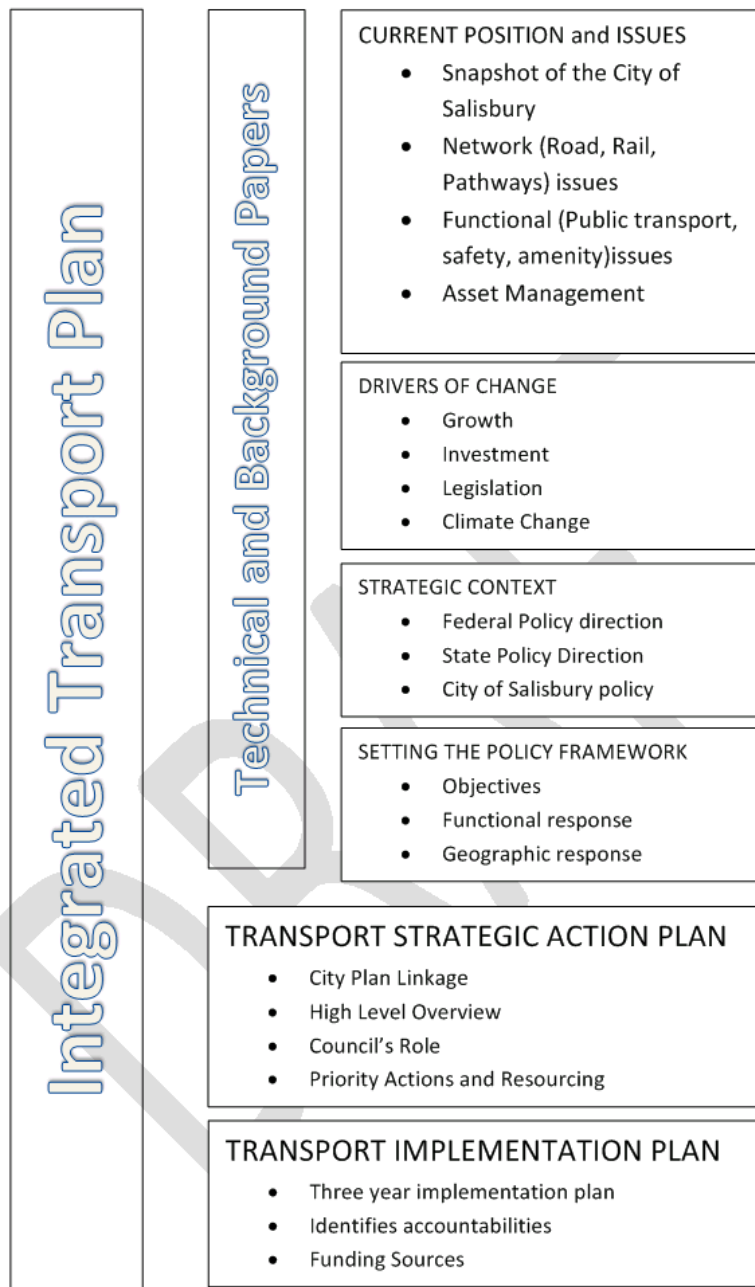 Integrated Transport Plan
Technical and Background Papers
CURRENT POSITION and ISSUES
• Snapshot of the City of
Salisbury
• Network (Road, Rail,
Pathways) issues
• Functional (Public transport,
safety, amenity)issues
• Asset Management
DRIVERS OF CHANGE
• Growth
• Investment
• Legislation
• Climate Change
STRATEGIC CONTEXT
• Federal Policy direction
• State Policy Direction
• City of Salisbury policy
SETTING THE POLICY FRAMEWORK
• Objectives
• Functional response
• Geographic response
TRANSPORT STRATEGIC ACTION PLAN
• City Plan Linkage
• High Level Overview
• Council’s Role
• Priority Actions and Resourcing
TRANSPORT IMPLEMENTATION PLAN
• Three year implementation plan
• Identifies accountabilities
• Funding Sources
DRA